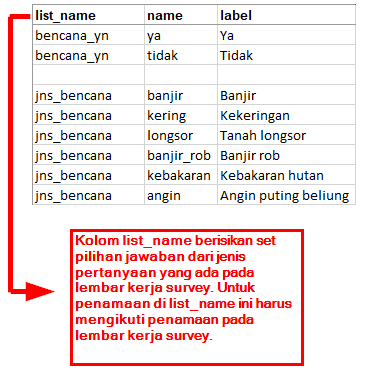 list_name name label
bencana_yn ya Ya
bencana_yn tidak Tidak
jns_bencana banjir Banjir
jns_bencana kering Kekeringan
jns_bencana longsor Tanah longsor
jns_bencana banjir_rob Banjir rob
jns_bencana kebakaran Kebakaran hutan
jns_bencana angin Angin puting beliung
Kolom list_name berisikan set
pilihan jawaban dari jenis
pertanyaan yang ada pada
lembar kerja survey. Untuk
penamaan di list_name ini harus
mengikuti penamaan pada
lembar kerja survey.